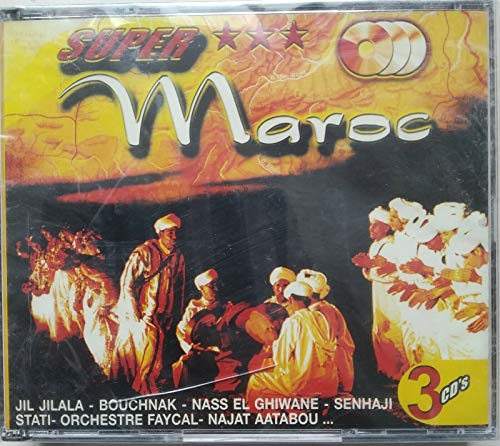 SUPER
Maroc
JIL JILALA - BOUCHNAK - NASS EL GHIWANE - SENHAJI
STATI- ORCHESTRE FAYCAL- NAJAT AATABOU ...
3 CD's